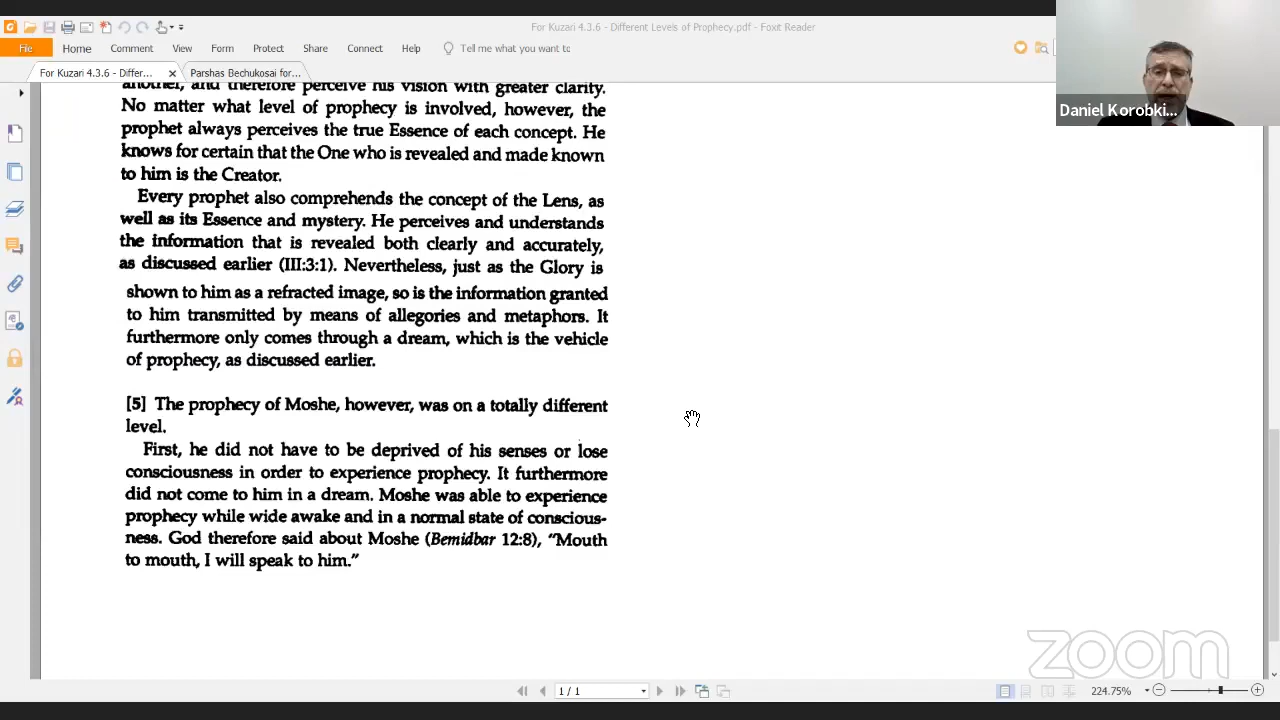 For Kuzari 4.3.6 - Different Levels of Prophecy.pdf - Foxit Reader
File Home Comment View Form Protect Share Connect Help Tell me what you want to
For Kuzari 4.3.6 - Differ... Parshas Bechukosai for...
Daniel Korobki...
another, and therefore perceive his vision with greater clarity.
No matter what level of prophecy is involved, however, the
prophet always perceives the true Essence of each concept. He
knows for certain that the One who is revealed and made known
to him is the Creator.
Every prophet also comprehends the concept of the Lens, as
well as its Essence and mystery. He perceives and understands
the information that is revealed both clearly and accurately,
as discussed earlier (III:3:1). Nevertheless, just as the Glory is
shown to him as a refracted image, so is the information granted
to him transmitted by means of allegories and metaphors. It
furthermore only comes through a dream, which is the vehicle
of prophecy, as discussed earlier.
[5] The prophecy of Moshe, however, was on a totally different
level.
First, he did not have to be deprived of his senses or lose
consciousness in order to experience prophecy. It furthermore
did not come to him in a dream. Moshe was able to experience
prophecy while wide awake and in a normal state of conscious-
ness. God therefore said about Moshe (Bemidbar 12:8), "Mouth
to mouth, I will speak to him."
zoom
1 / 1
224.75%